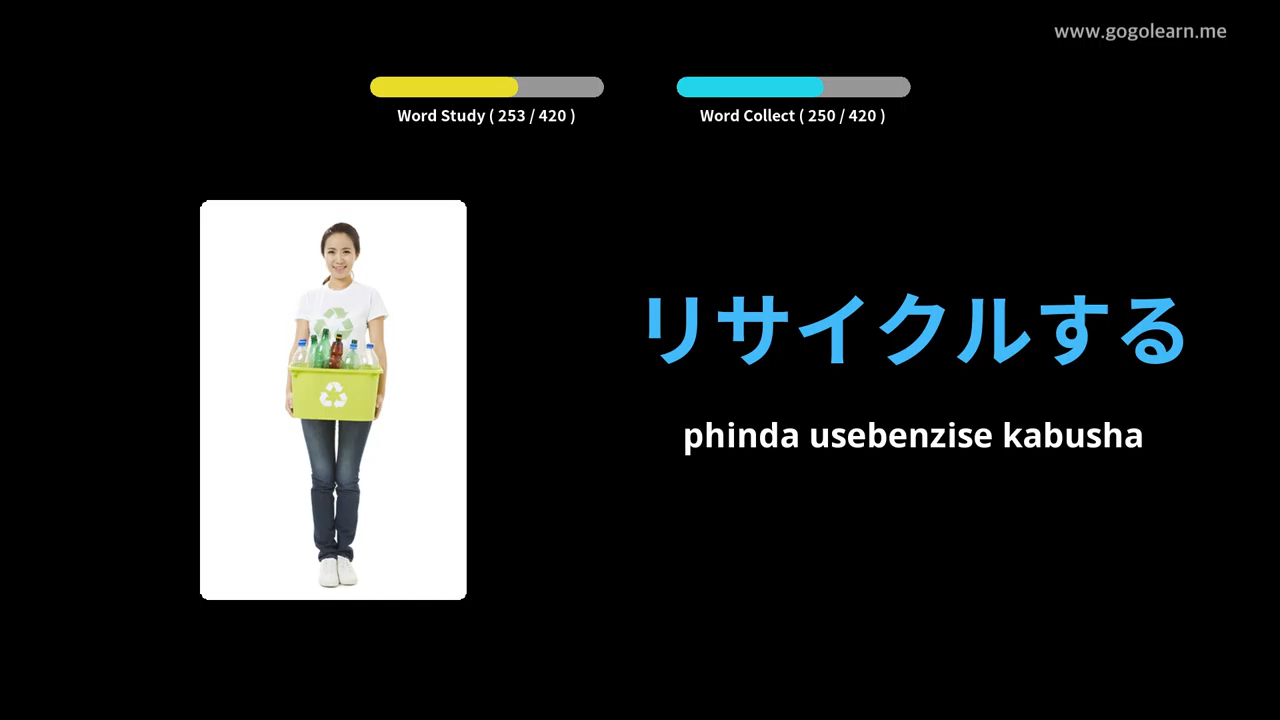 www.gogolearn.me
Word Study ( 253 / 420 )
Word Collect ( 250 / 420 )
リサイクルする
phinda usebenzise kabusha